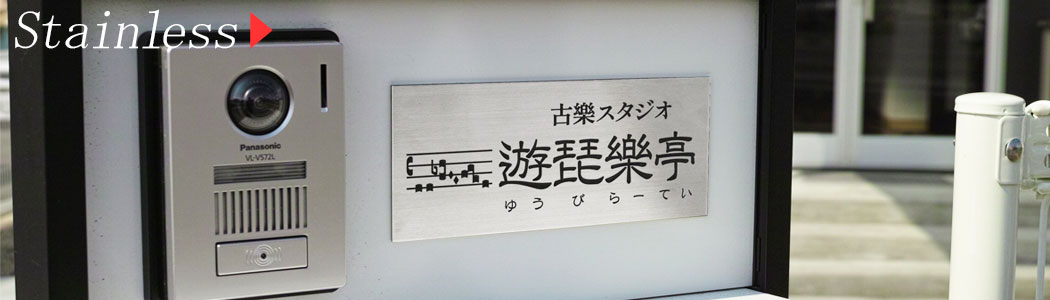 Stainless
Panasonic
VL-V572L
古樂スタジオ
遊琵樂亭
ゆうびらーてい